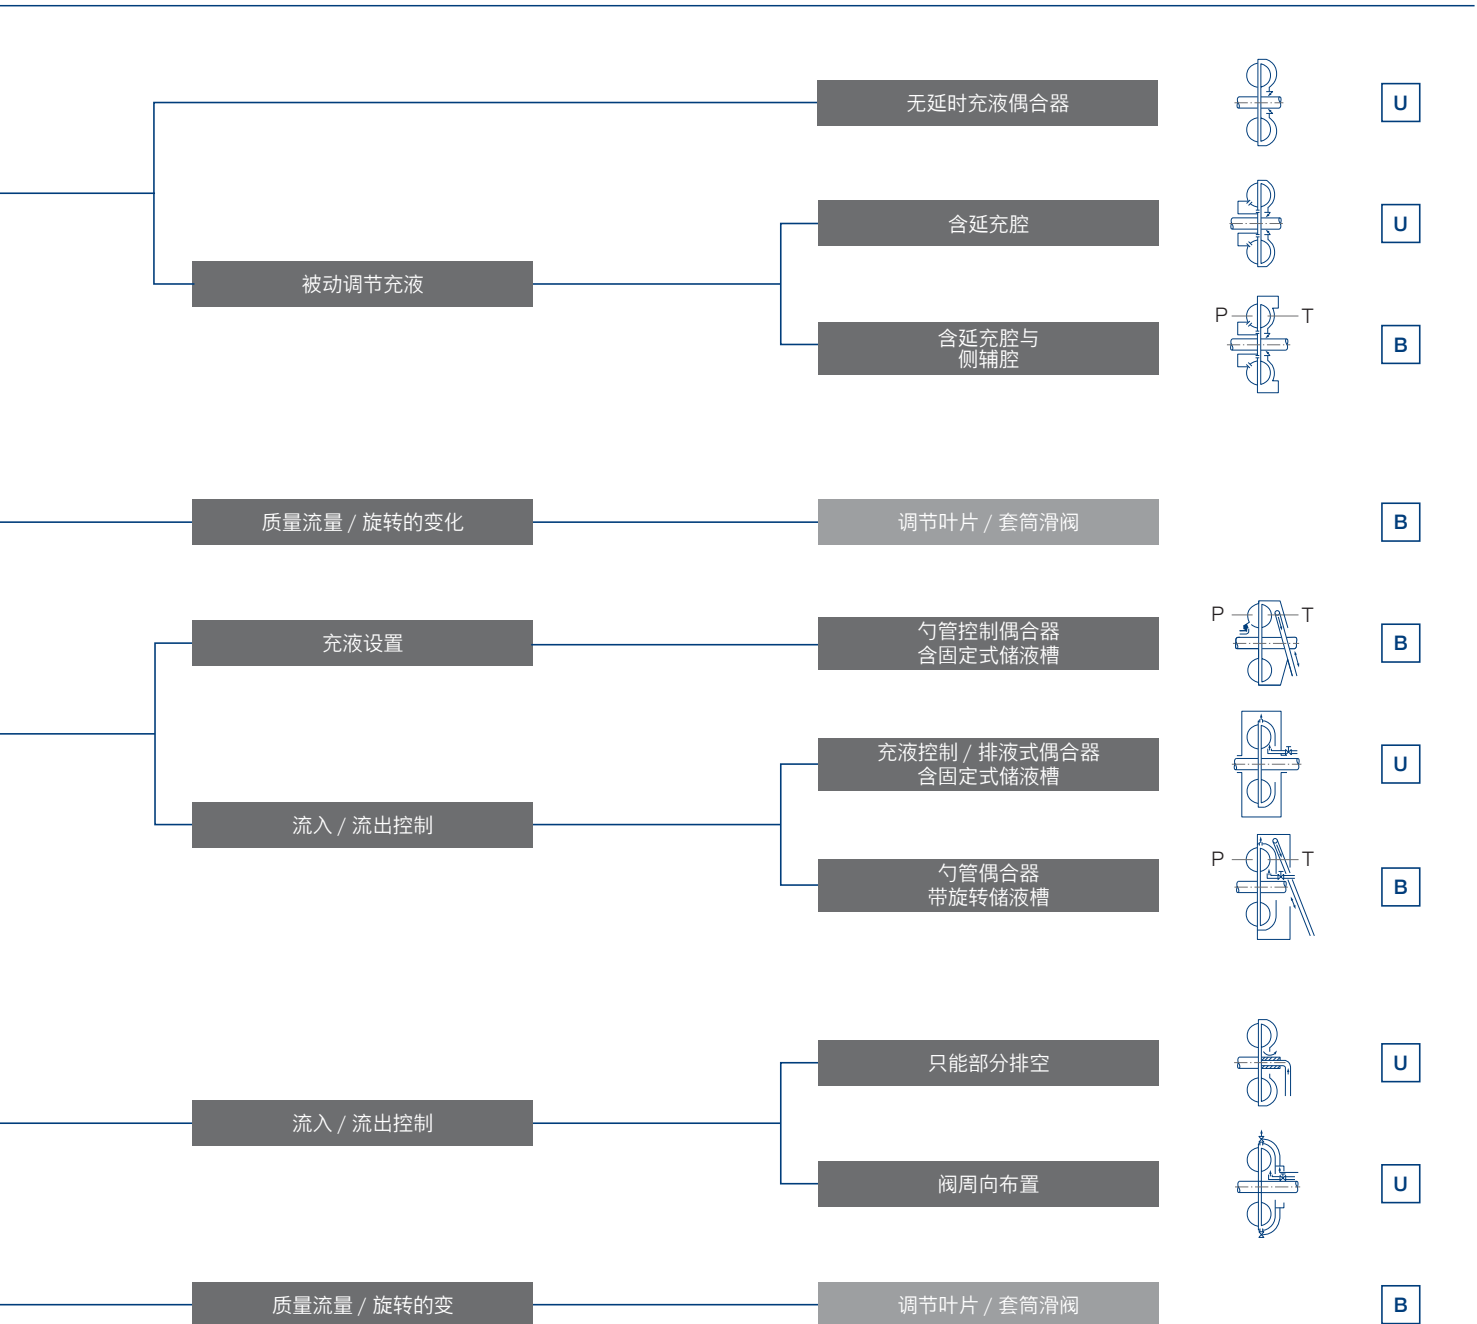 无延时充液偶合器
U
含延充腔
U
被动调节充液
含延充腔与
侧辅腔
P
T
B
质量流量 / 旋转的变化
调节叶片 / 套筒滑阀
B
充液设置
勺管控制偶合器
含固定式储液槽
P
T
B
充液控制 / 排液式偶合器
含固定式储液槽
U
流入 / 流出控制
勺管偶合器
带旋转储液槽
P
T
B
只能部分排空
U
流入 / 流出控制
阀周向布置
U
质量流量 / 旋转的变
调节叶片 / 套筒滑阀
B